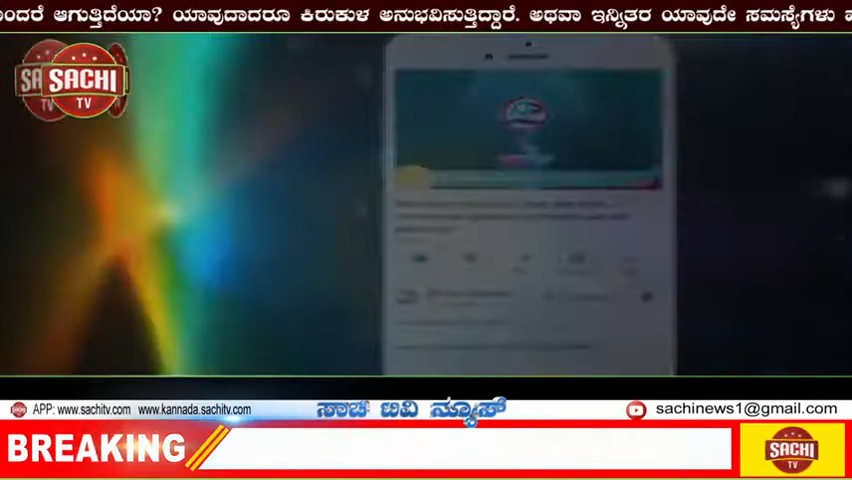 ಂದರೆ ಆಗುತ್ತಿದೆಯಾ? ಯಾವುದಾದರೂ ಕಿರುಕುಳ ಅನುಭವಿಸುತ್ತಿದ್ದಾರೆ. ಅಥವಾ ಇನ್ನಿತರ ಯಾವುದೇ ಸಮಸ್ಯೆಗಳು
SACHI
TV
APP: www.sachitv.com www.kannada.sachitv.com ಸಾಚಿ ಟಿವಿ ನ್ಯೂಸ್ sachinews1@gmail.com
BREAKING
SACHI
TV